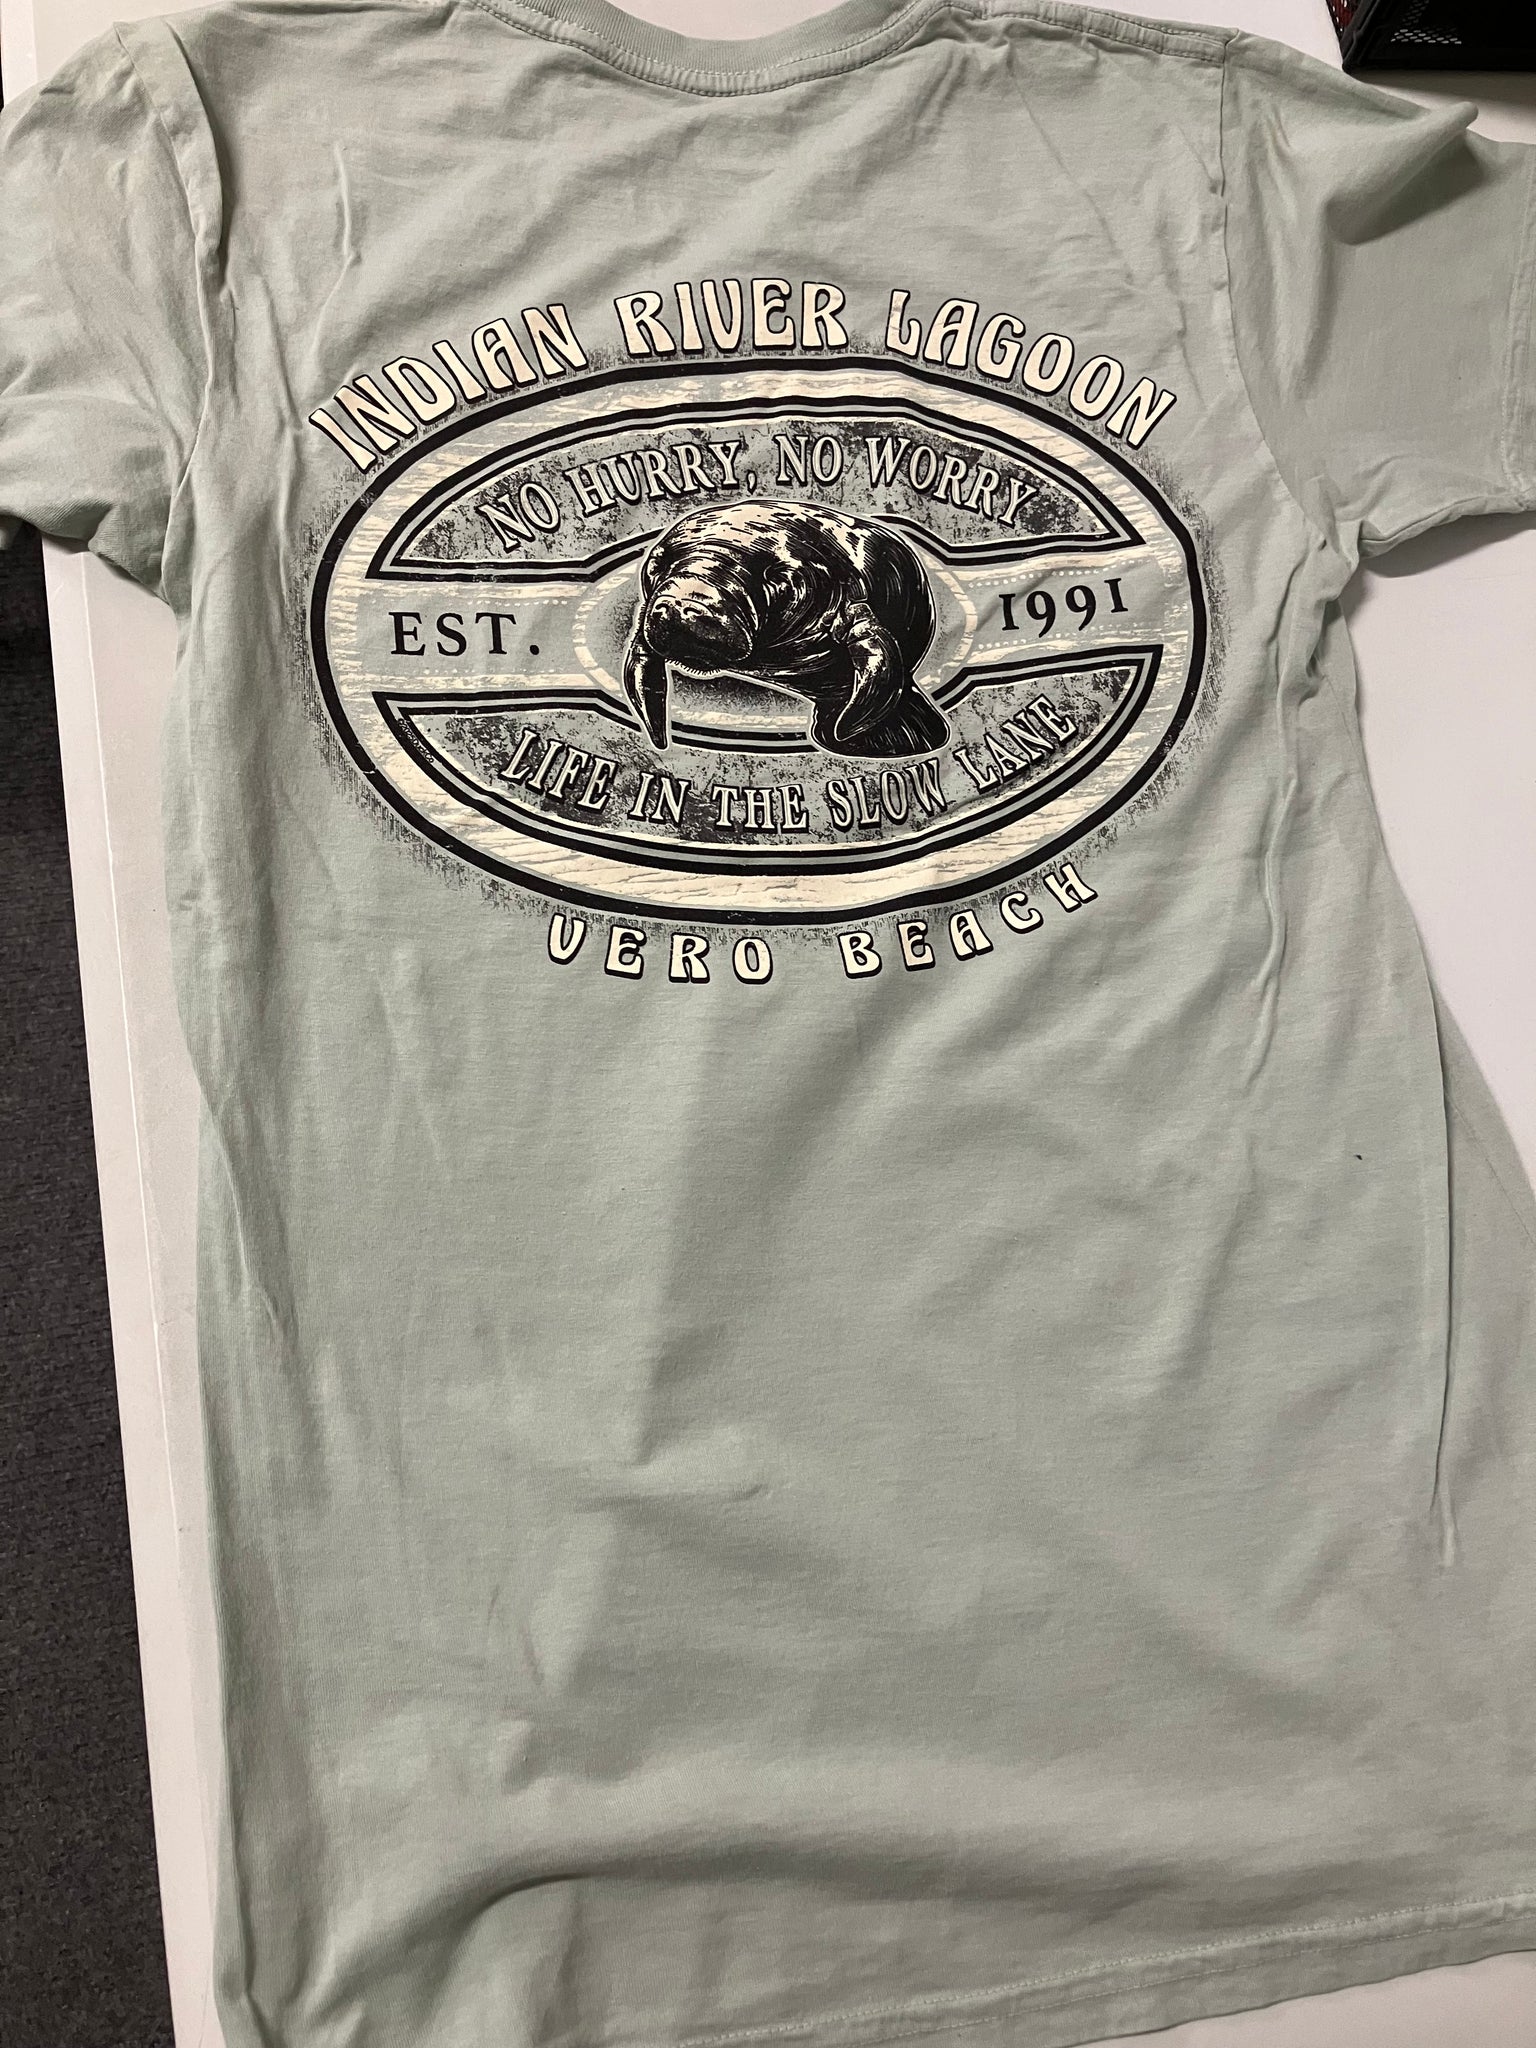 INDIAN RIVER LAGOON
NO HURRY, NO WORRY
EST. 1991
LIFE IN THE SLOW LANE
VERO BEACH